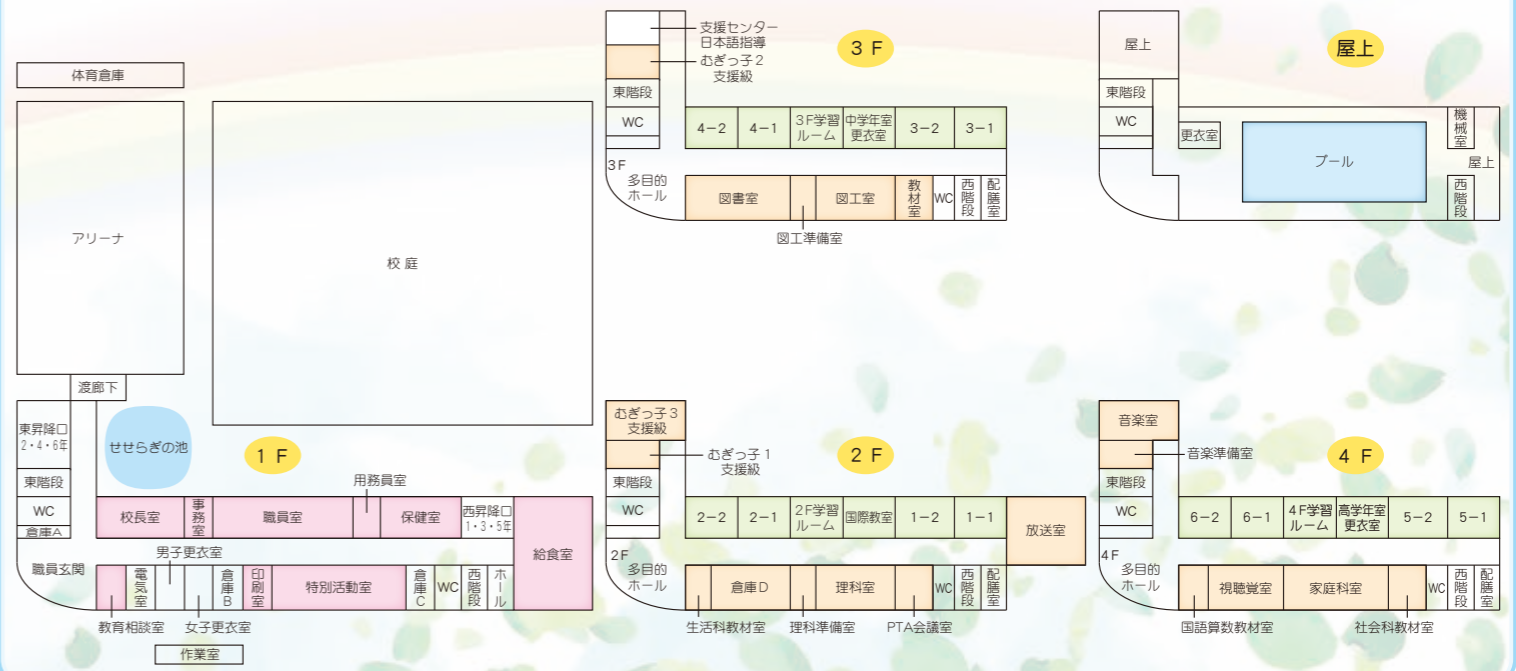 体育倉庫
アリーナ
校庭
渡廊下
東昇降口
2・4・6年
せせらぎの池
1 F
東階段
WC
倉庫A
校長室
事務室
職員室
用務員室
保健室
西昇降口
1・3・5年
給食室
職員玄関
男子更衣室
電気室
倉庫B
印刷室
特別活動室
倉庫C
WC
西階段
ホール
教育相談室
女子更衣室
作業室
支援センター
日本語指導
むぎっ子2
支援級
3 F
東階段
WC
4-2
4-1
3F学習
ルーム
中学年室
更衣室
3-2
3-1
3F
多目的
ホール
図書室
図工室
教材室
WC
西階段
配膳室
図工準備室
屋上
屋上
東階段
WC
更衣室
プール
機械室
屋上
西階段
むぎっ子3
支援級
むぎっ子1
支援級
2 F
東階段
WC
2-2
2-1
2F学習
ルーム
国際教室
1-2
1-1
放送室
2F
多目的
ホール
倉庫D
理科室
WC
西階段
配膳室
生活科教材室
理科準備室
PTA会議室
音楽室
音楽準備室
4 F
東階段
WC
6-2
6-1
4F学習
ルーム
高学年室
更衣室
5-2
5-1
4F
多目的
ホール
視聴覚室
家庭科室
WC
西階段
配膳室
国語算数教材室
社会科教材室